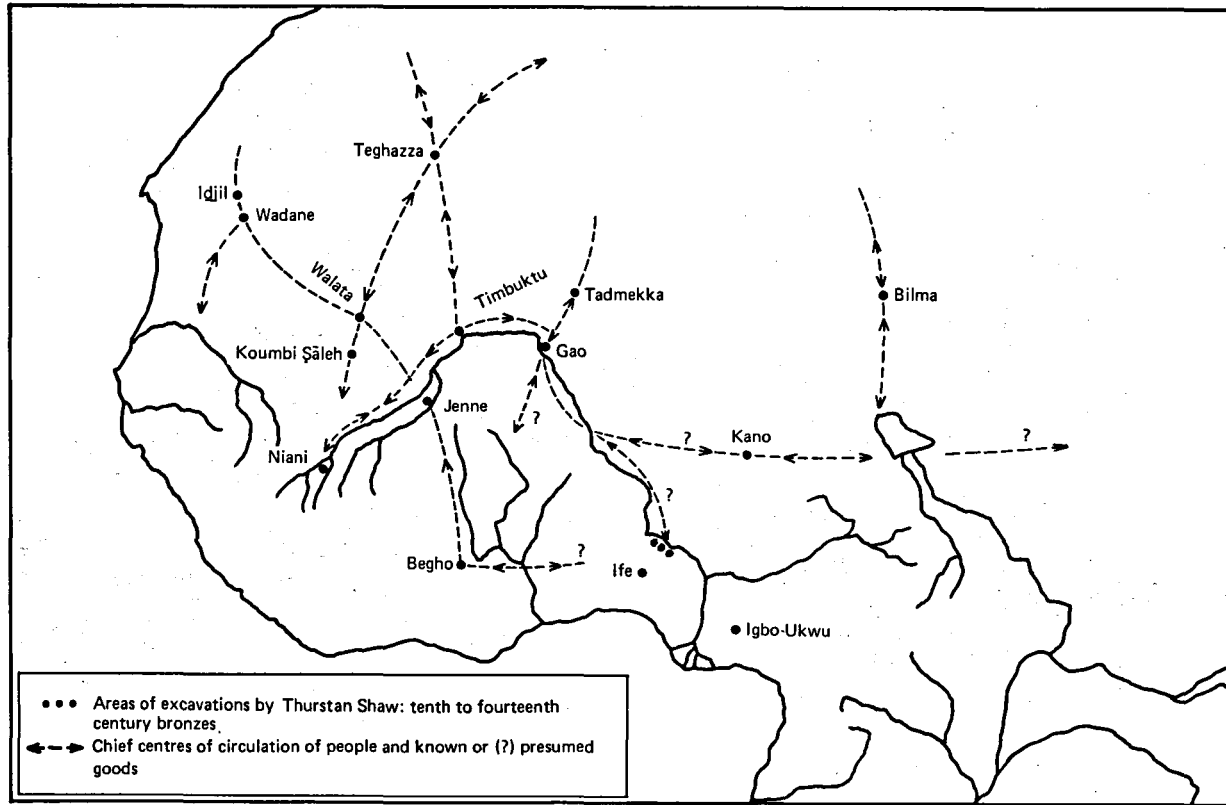 Teghazza
Idjil
Wadane
Walata
Timbuktu
Tadmekka
Bilma
Koumbi Ṣāleh
Gao
Jenne
?
?
Kano
?
Niani
?
Begho
?
Ife
Igbo-Ukwu
Areas of excavations by Thurstan Shaw: tenth to fourteenth
century bronzes
Chief centres of circulation of people and known or (?) presumed
goods